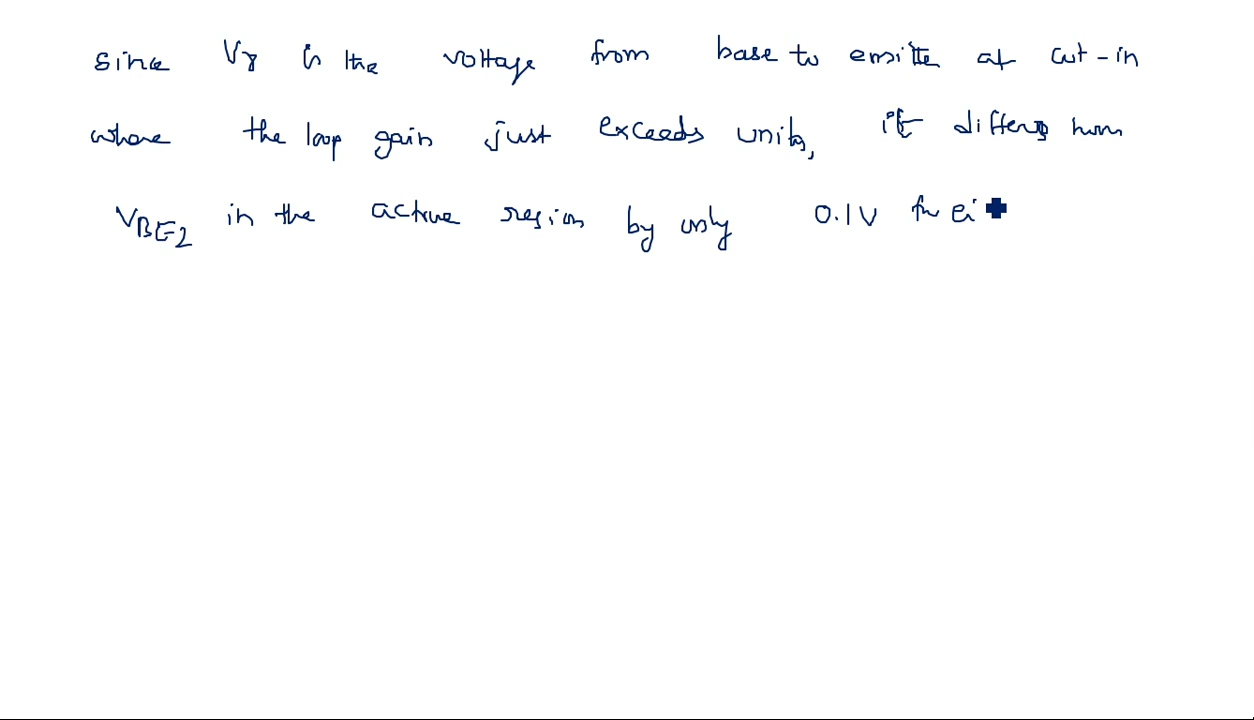 since Vγ is the voltage from base to emitter at cut-in
where the loop gain just exceeds unity, it differs from
VBE2 in the active region by only 0.1V for ei